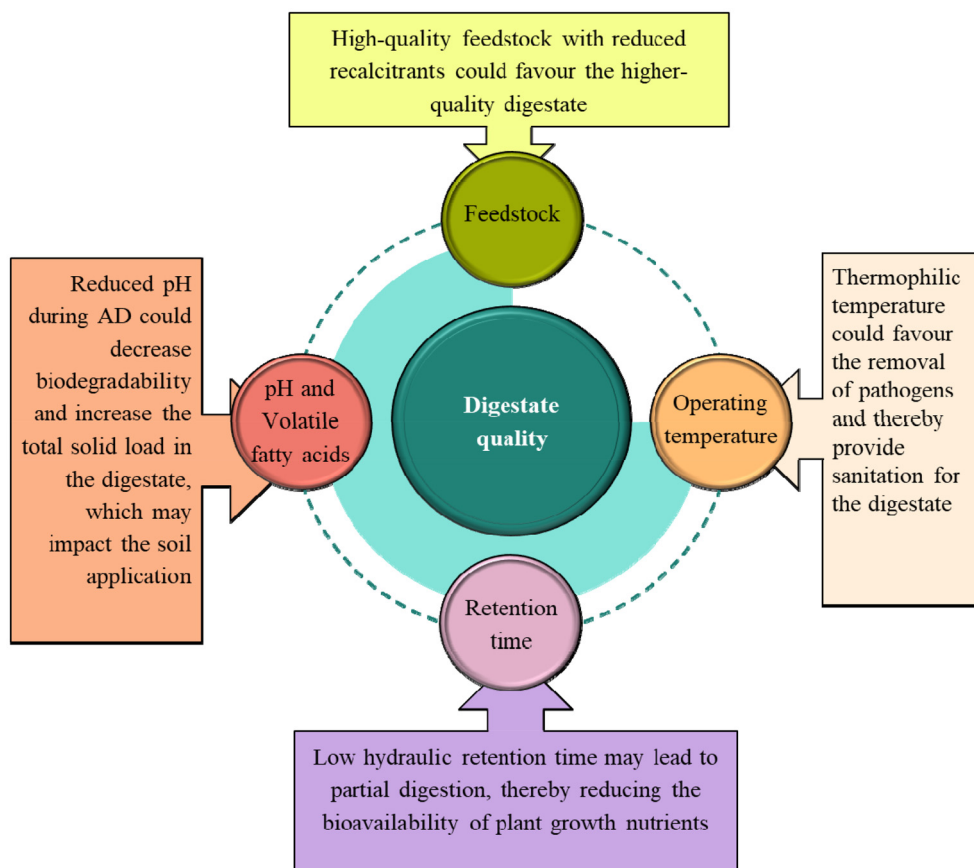 High-quality feedstock with reduced
recalcitrants could favour the higher-
quality digestate
Feedstock
Reduced pH
during AD could
decrease
biodegradability
and increase the
total solid load in
the digestate,
which may
impact the soil
application
pH and
Volatile
fatty acids
Digestate
quality
Operating
temperature
Thermophilic
temperature
could favour
the removal
of pathogens
and thereby
provide
sanitation for
the digestate
Retention
time
Low hydraulic retention time may lead to
partial digestion, thereby reducing the
bioavailability of plant growth nutrients